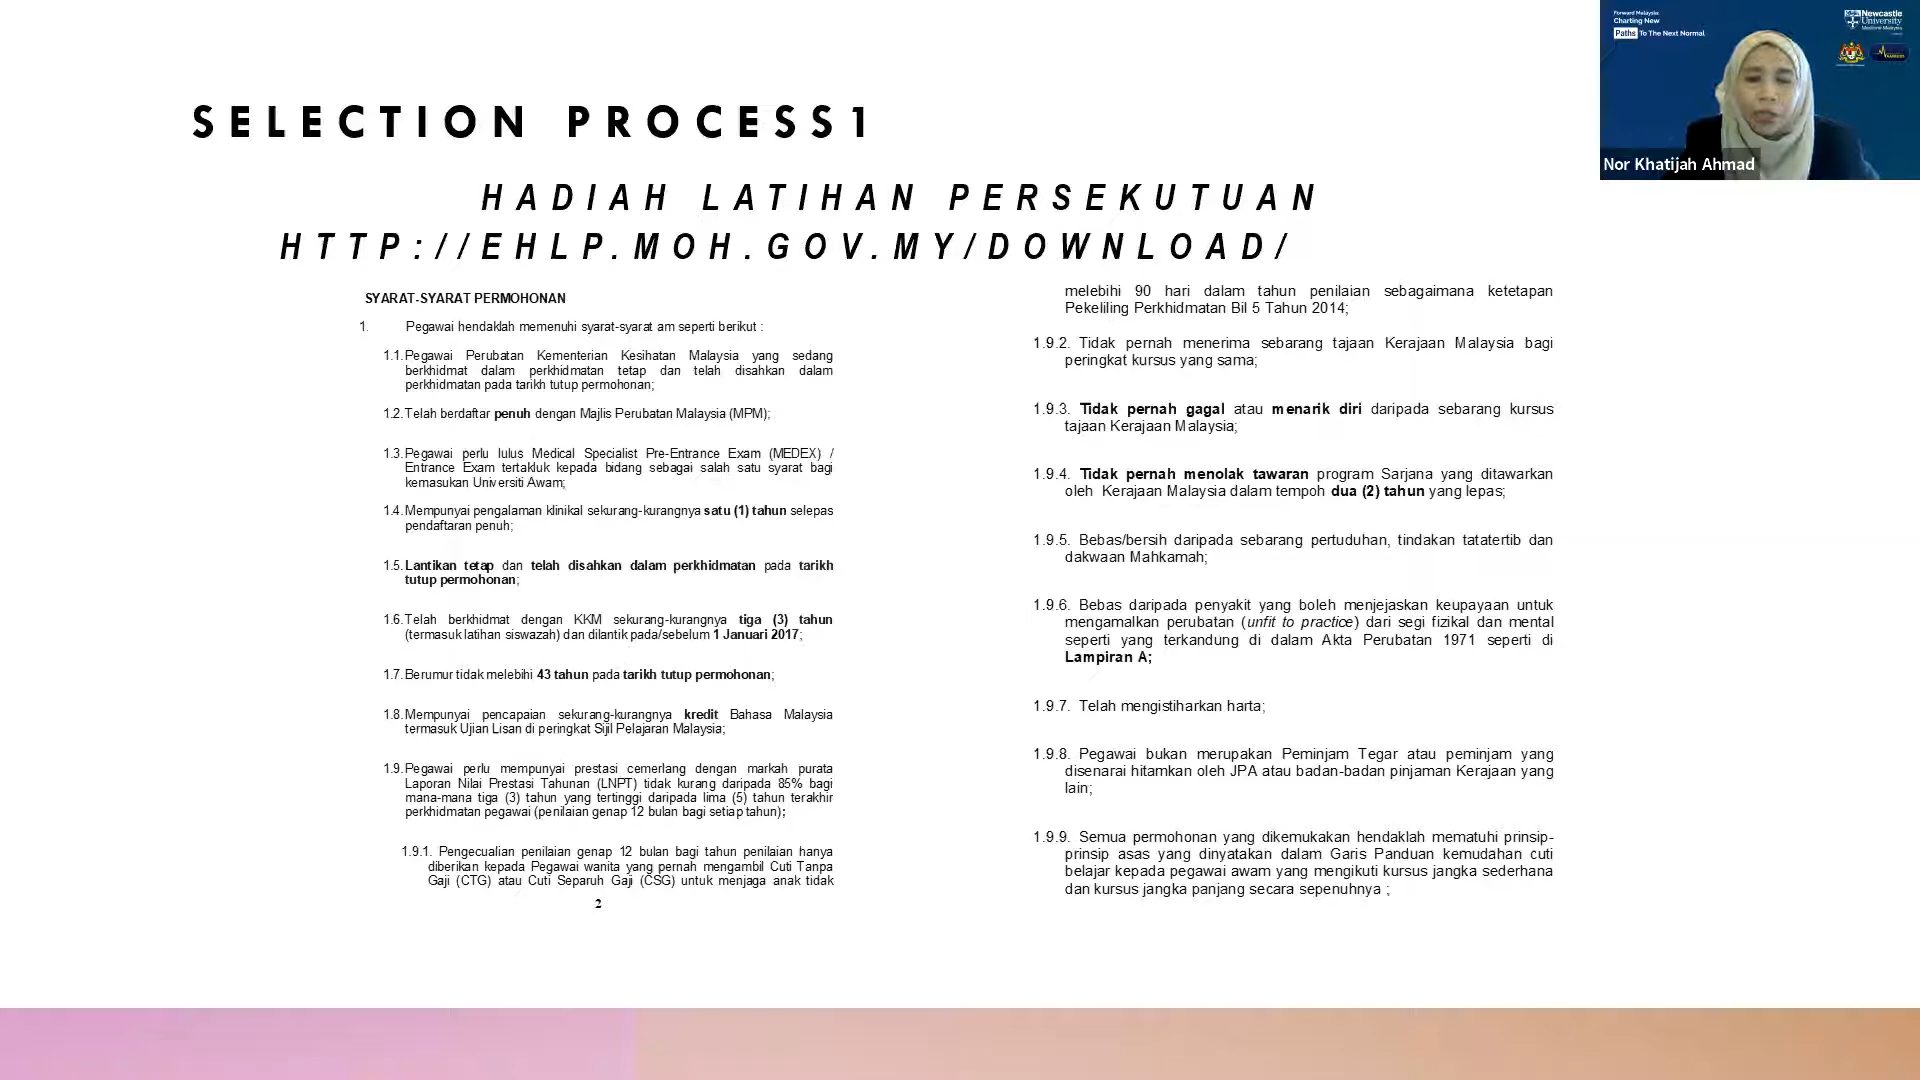 SELECTION PROCESS1
HADIAH LATIHAN PERSEKUTUAN
HTTP://EHLP.MOH.GOV.MY/DOWNLOAD/
SYARAT-SYARAT PERMOHONAN
1. Pegawai hendaklah memenuhi syarat-syarat am seperti berikut :
1.1. Pegawai Perubatan Kementerian Kesihatan Malaysia yang sedang
berkhidmat dalam perkhidmatan tetap dan telah disahkan dalam
perkhidmatan pada tarikh tutup permohonan;
1.2. Telah berdaftar penuh dengan Majlis Perubatan Malaysia (MPM);
1.3. Pegawai perlu lulus Medical Specialist Pre-Entrance Exam (MEDEX) /
Entrance Exam tertakluk kepada bidang sebagai salah satu syarat bagi
kemasukan Universiti Awam;
1.4. Mempunyai pengalaman klinikal sekurang-kurangnya satu (1) tahun selepas
pendaftaran penuh;
1.5. Lantikan tetap dan telah disahkan dalam perkhidmatan pada tarikh
tutup permohonan;
1.6. Telah berkhidmat dengan KKM sekurang-kurangnya tiga (3) tahun
(termasuk latihan siswazah) dan dilantik pada/sebelum 1 Januari 2017;
1.7. Berumur tidak melebihi 43 tahun pada tarikh tutup permohonan;
1.8. Mempunyai pencapaian sekurang-kurangnya kredit Bahasa Malaysia
termasuk Ujian Lisan di peringkat Sijil Pelajaran Malaysia;
1.9. Pegawai perlu mempunyai prestasi cemerlang dengan markah purata
Laporan Nilai Prestasi Tahunan (LNPT) tidak kurang daripada 85% bagi
mana-mana tiga (3) tahun yang tertinggi daripada lima (5) tahun terakhir
perkhidmatan pegawai (penilaian genap 12 bulan bagi setiap tahun);
1.9.1. Pengecualian penilaian genap 12 bulan bagi tahun penilaian hanya
diberikan kepada Pegawai wanita yang pernah mengambil Cuti Tanpa
Gaji (CTG) atau Cuti Separuh Gaji (CSG) untuk menjaga anak tidak
2
melebihi 90 hari dalam tahun penilaian sebagaimana ketetapan
Pekeliling Perkhidmatan Bil 5 Tahun 2014;
1.9.2. Tidak pernah menerima sebarang tajaan Kerajaan Malaysia bagi
peringkat kursus yang sama;
1.9.3. Tidak pernah gagal atau menarik diri daripada sebarang kursus
tajaan Kerajaan Malaysia;
1.9.4. Tidak pernah menolak tawaran program Sarjana yang ditawarkan
oleh Kerajaan Malaysia dalam tempoh dua (2) tahun yang lepas;
1.9.5. Bebas/bersih daripada sebarang pertuduhan, tindakan tatatertib dan
dakwaan Mahkamah;
1.9.6. Bebas daripada penyakit yang boleh menjejaskan keupayaan untuk
mengamalkan perubatan (unfit to practice) dari segi fizikal dan mental
seperti yang terkandung di dalam Akta Perubatan 1971 seperti di
Lampiran A;
1.9.7. Telah mengistiharkan harta;
1.9.8. Pegawai bukan merupakan Peminjam Tegar atau peminjam yang
disenarai hitamkan oleh JPA atau badan-badan pinjaman Kerajaan yang
lain;
1.9.9. Semua permohonan yang dikemukakan hendaklah mematuhi prinsip-
prinsip asas yang dinyatakan dalam Garis Panduan kemudahan cuti
belajar kepada pegawai awam yang mengikuti kursus jangka sederhana
dan kursus jangka panjang secara sepenuhnya ;
Forward Malaysia:
Charting New
Paths To The Next Normal
Newcastle
University
Nor Khatijah Ahmad